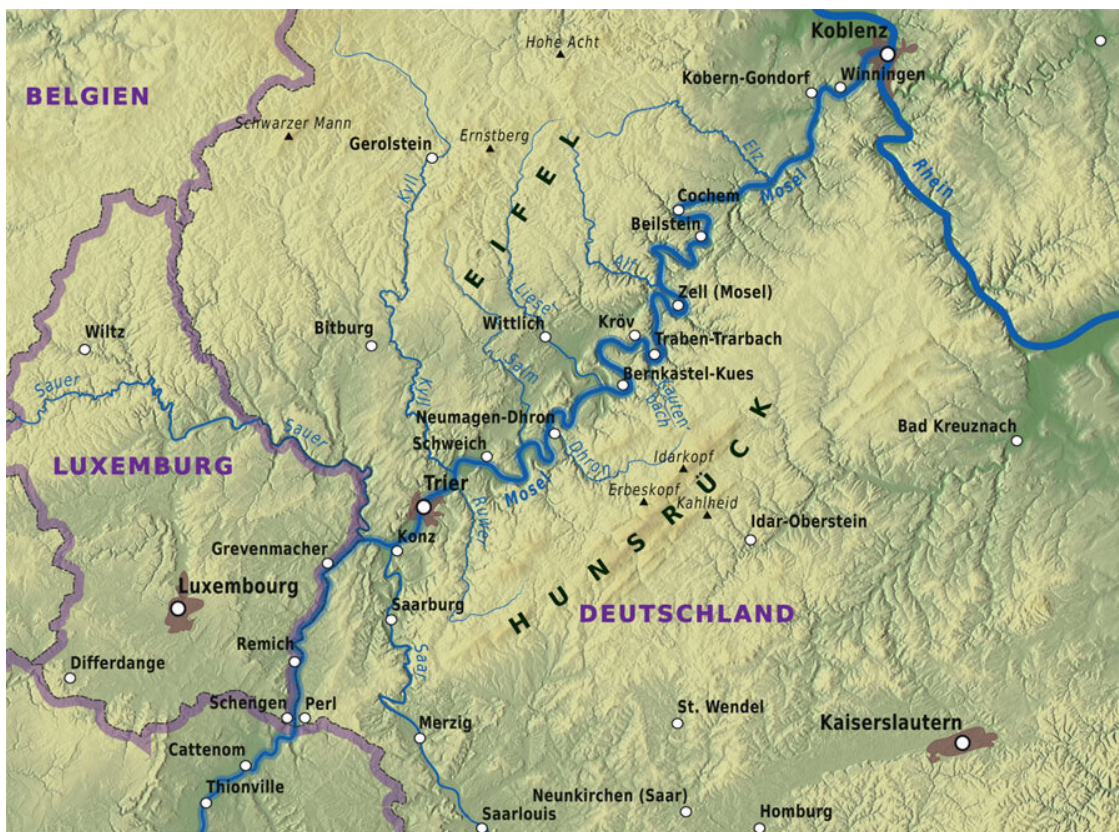 Koblenz
Hohe Acht
Kobern-Gondorf
Winningen
BELGIEN
Schwarzer Mann
Ernstberg
Gerolstein
Elz
Mosel
Rhein
Kyll
EIFEL
Cochem
Beilstein
Alf
Lieser
Zell (Mosel)
Wittlich
Kröv
Bitburg
Wiltz
Traben-Trarbach
Salm
Bernkastel-Kues
Kauten-
bach
Sauer
Kyll
Neumagen-Dhron
Schweich
Sauer
Dhron
Bad Kreuznach
LUXEMBURG
Idarkopf
Mosel
Trier
Erbeskopf
Kahlheid
Ruwer
Idar-Oberstein
Konz
Grevenmacher
HUNSRÜCK
Luxembourg
Saarburg
DEUTSCHLAND
Remich
Saar
Differdange
Schengen
Perl
Merzig
St. Wendel
Kaiserslautern
Cattenom
Thionville
Neunkirchen (Saar)
Saarlouis
Homburg